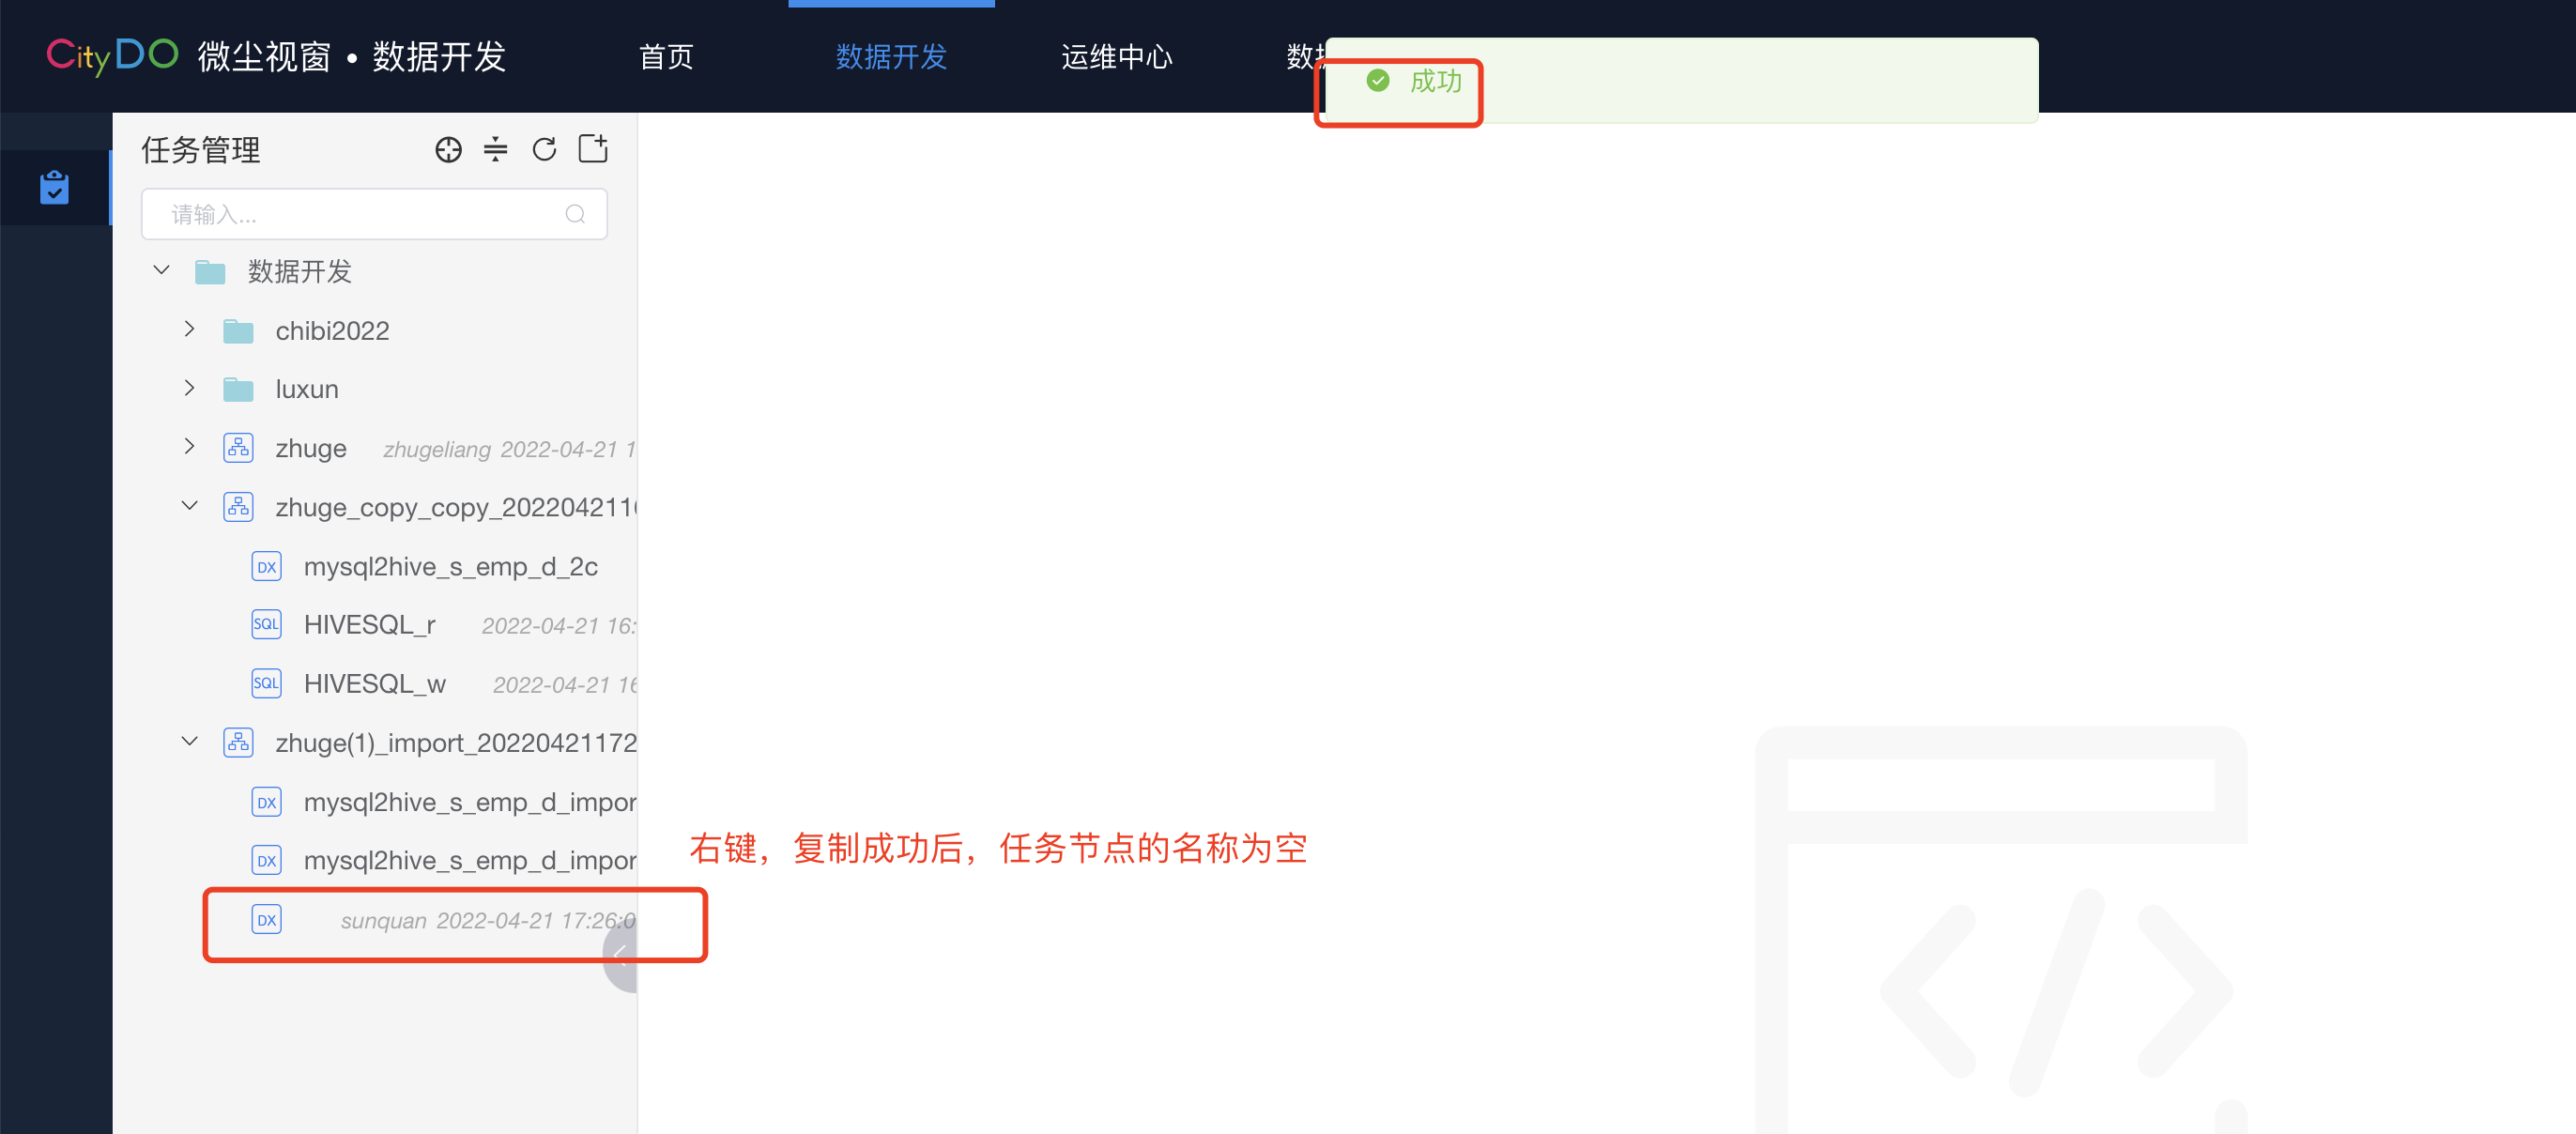 CityDO 微尘视窗 • 数据开发 首页 数据开发 运维中心 数据
成功
任务管理
请输入...
数据开发
chibi2022
luxun
zhuge zhugeliang 2022-04-21 1
zhuge_copy_copy_202204211
mysql2hive_s_emp_d_2c
HIVESQL_r 2022-04-21 16:
HIVESQL_w 2022-04-21 16
zhuge(1)_import_20220421172
mysql2hive_s_emp_d_impor
右键，复制成功后，任务节点的名称为空
mysql2hive_s_emp_d_impor
sunquan 2022-04-21 17:26:0
DX
SQL
SQL
DX
DX
DX